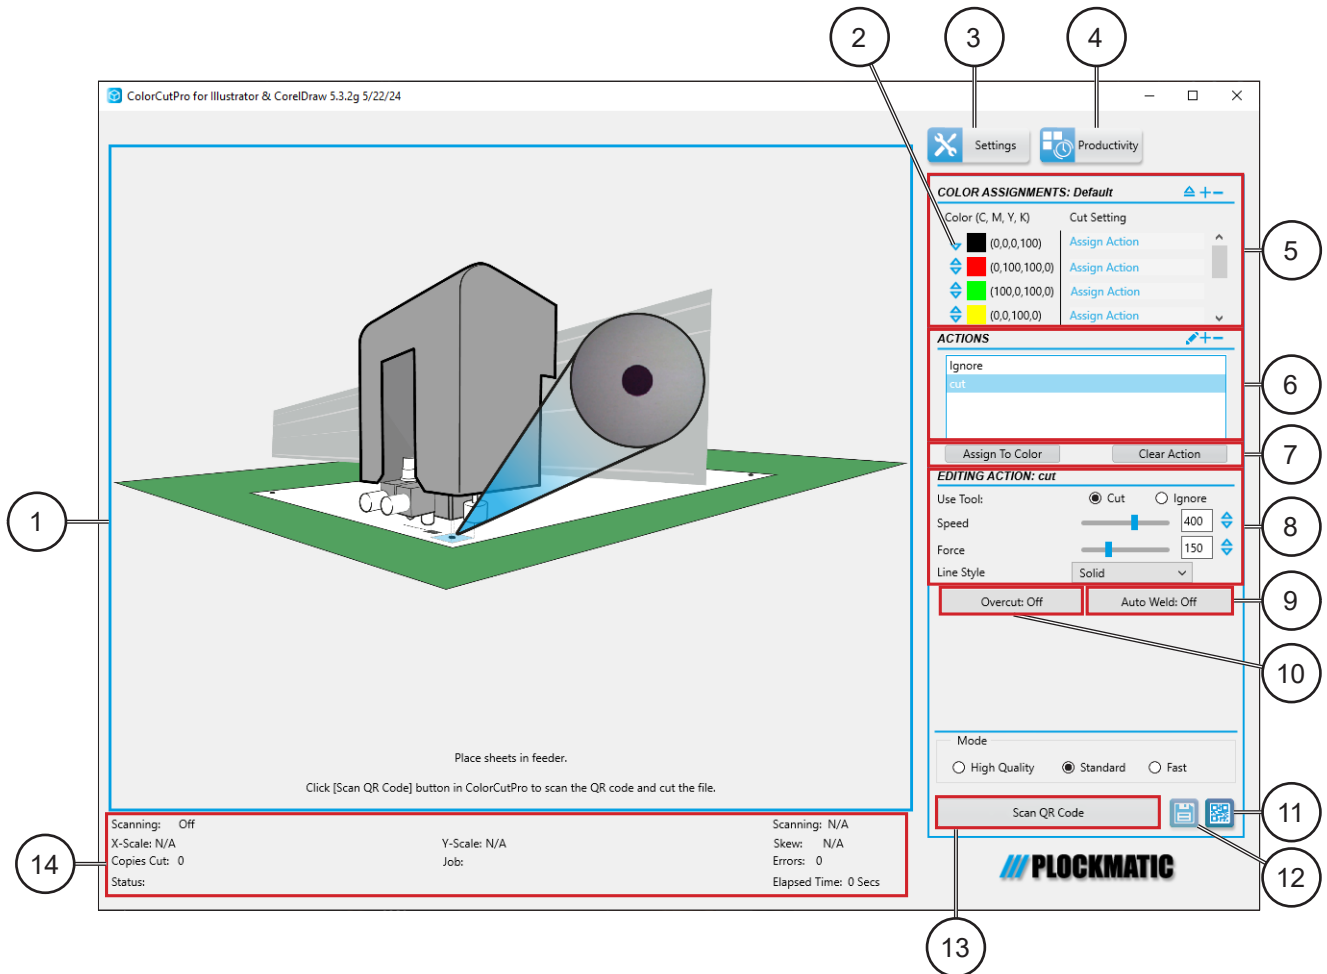 2
3
4
ColorCutPro for Illustrator & CorelDraw 5.3.2g 5/22/24
Settings
Productivity
COLOR ASSIGNMENTS: Default
Color (C, M, Y, K) Cut Setting
(0,0,0,100) Assign Action
5
(0,100,100,0) Assign Action
(100,0,100,0) Assign Action
(0,0,100,0) Assign Action
ACTIONS
Ignore
cut
6
Assign To Color Clear Action
7
EDITING ACTION: cut
Use Tool: Cut Ignore
Speed 400
1
8
Force 150
Line Style Solid
Overcut: Off Auto Weld: Off
9
10
Mode
High Quality Standard Fast
Place sheets in feeder.
Click [Scan QR Code] button in ColorCutPro to scan the QR code and cut the file.
Scan QR Code
11
Scanning: Off Scanning: N/A
X-Scale: N/A Y-Scale: N/A Skew: N/A
Copies Cut: 0 Job: Errors: 0
14
Status: Elapsed Time: 0 Secs
PLOCKMATIC
12
13